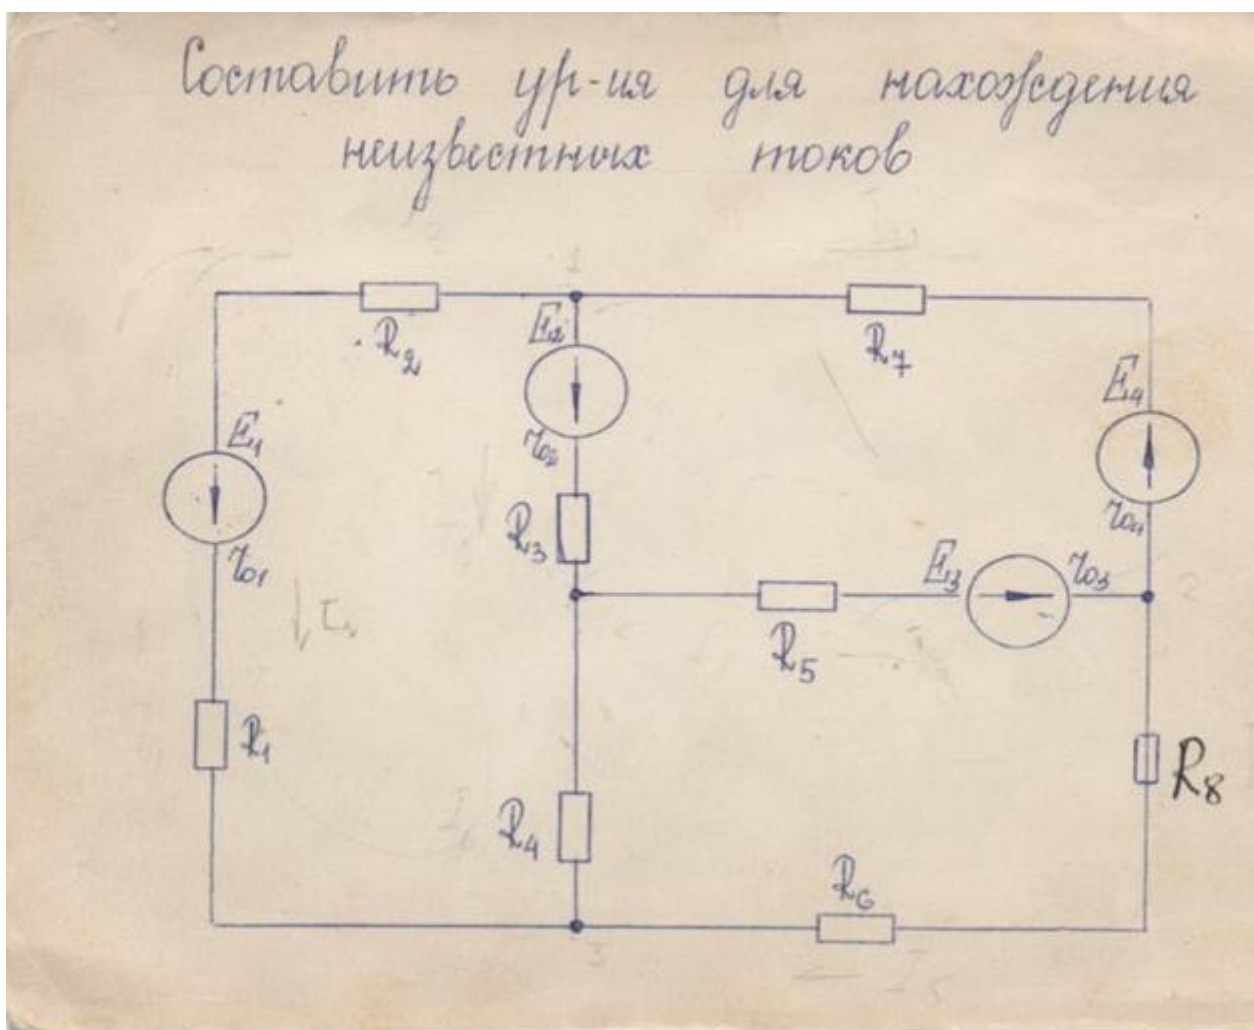 Составить ур-ия для нахождения
неизвестных токов
R₂
E₂
R₇
E₄
E₁
r₀₂
r₀₁
R₃
r₀₄
E₃
r₀₃
R₅
R₁
R₈
R₄
R₆